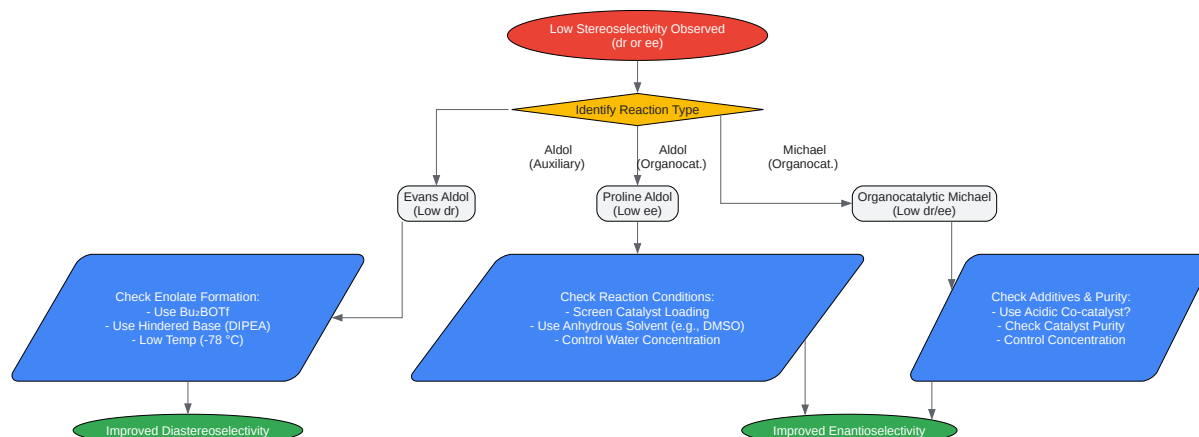 Low Stereoselectivity Observed
(dr or ee)
Identify Reaction Type
Aldol
(Auxiliary)
Aldol
(Organocat.)
Michael
(Organocat.)
Evans Aldol
(Low dr)
Proline Aldol
(Low ee)
Organocatalytic Michael
(Low dr/ee)
Check Enolate Formation:
- Use Bu₂BOTf
- Use Hindered Base (DIPEA)
- Low Temp (-78 °C)
Check Reaction Conditions:
- Screen Catalyst Loading
- Use Anhydrous Solvent (e.g., DMSO)
- Control Water Concentration
Check Additives & Purity:
- Use Acidic Co-catalyst?
- Check Catalyst Purity
- Control Concentration
Improved Diastereoselectivity
Improved Enantioselectivity